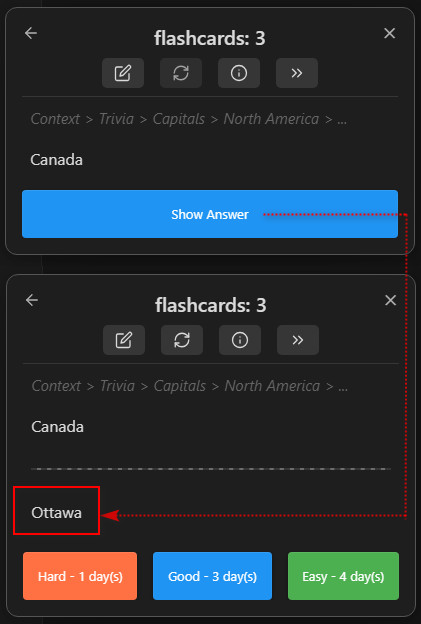 flashcards: 3
Context > Trivia > Capitals > North America > ...
Canada
Show Answer
flashcards: 3
Context > Trivia > Capitals > North America > ...
Canada
Ottawa
Hard - 1 day(s)
Good - 3 day(s)
Easy - 4 day(s)